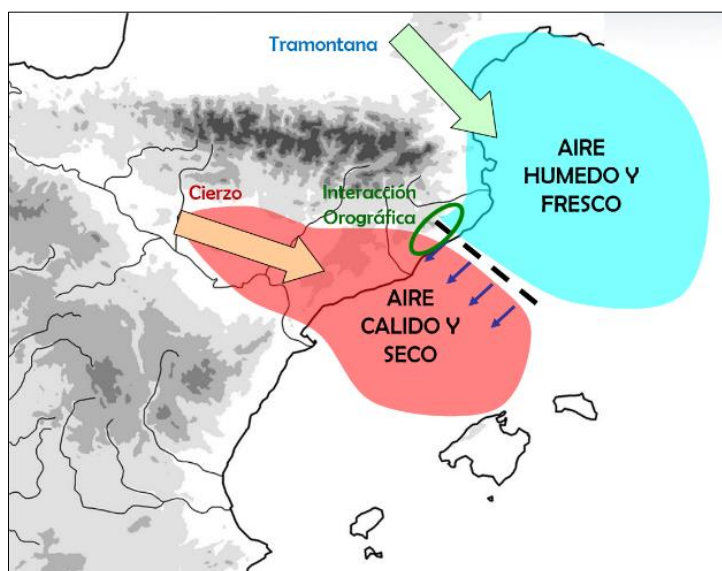 Tramontana
AIRE
HUMEDO Y
FRESCO
Cierzo
Interacción
Orográfica
AIRE
CALIDO Y
SECO